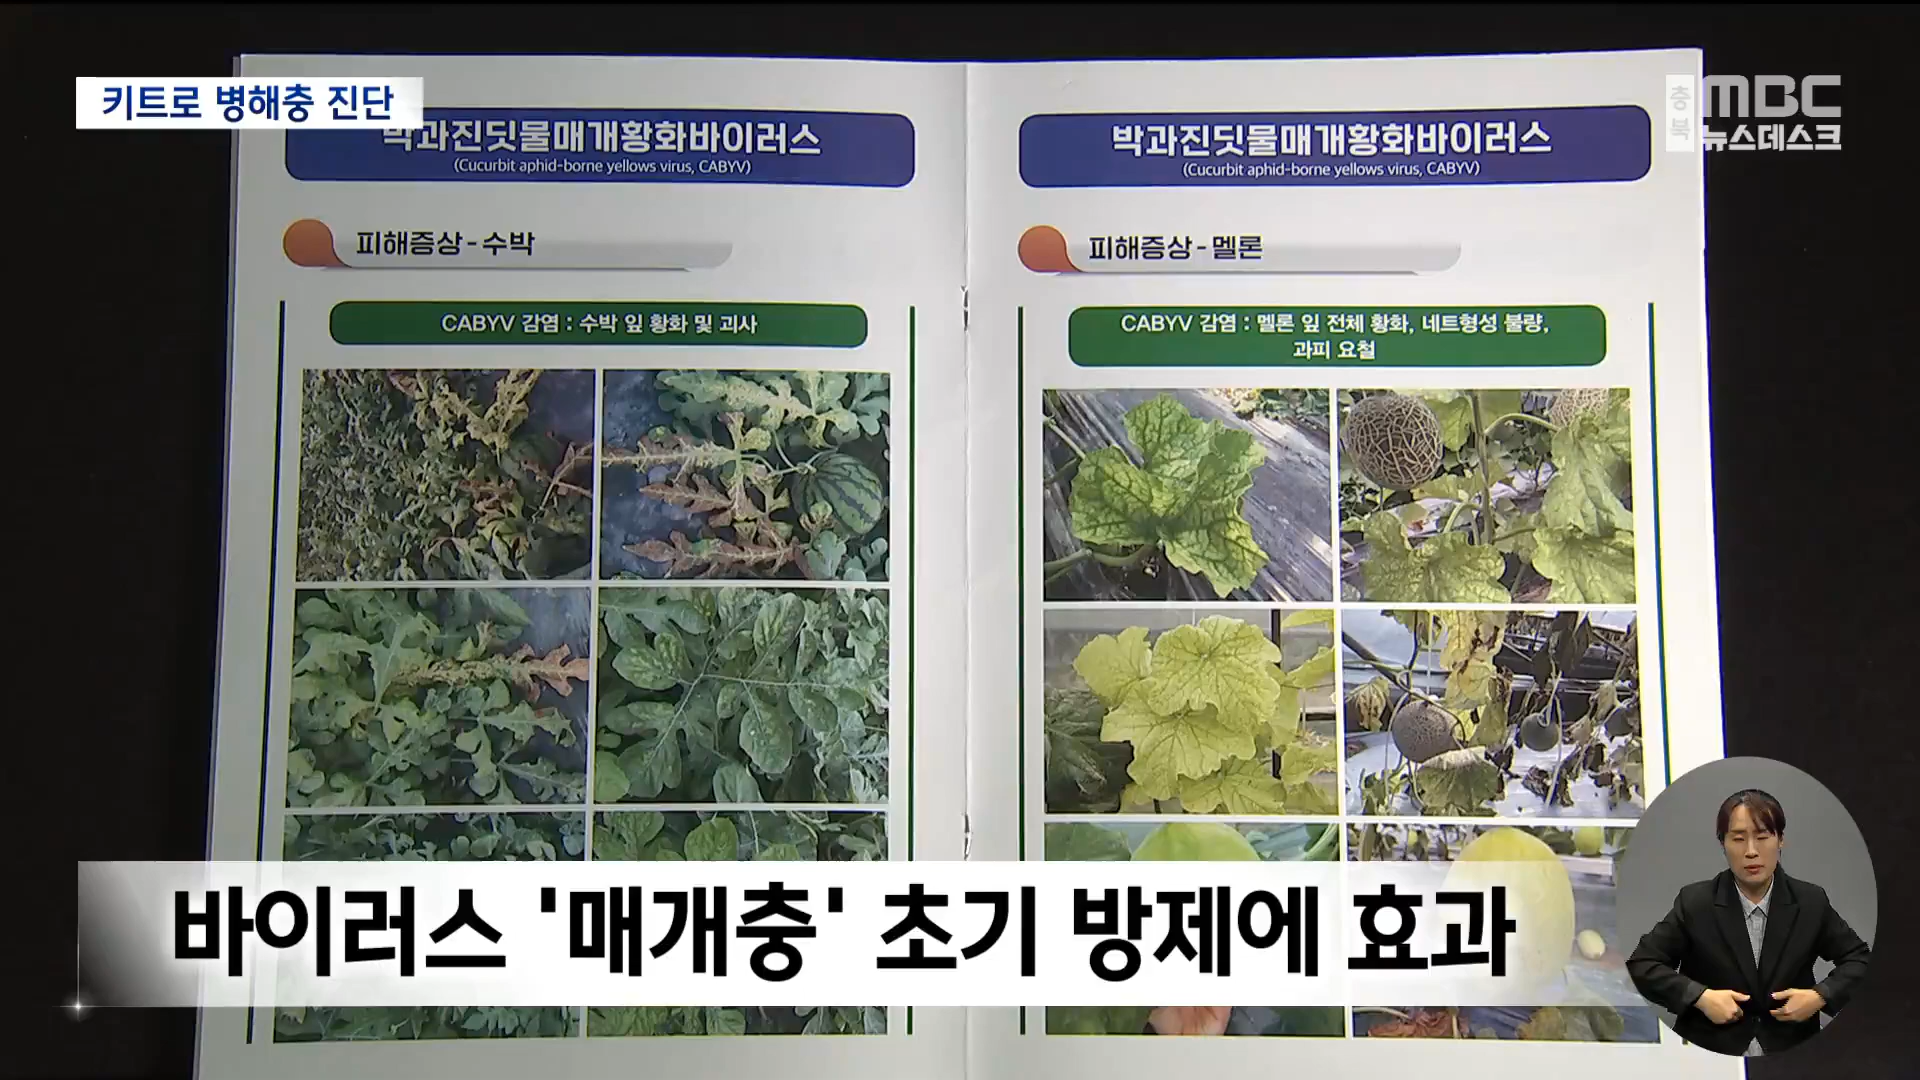 키트로 병해충 진단
충북
MBC
뉴스데스크
박과진딧물매개황화바이러스
(Cucurbit aphid-borne yellows virus, CABYV)
피해증상-수박
CABYV 감염 : 수박 잎 황화 및 괴사
박과진딧물매개황화바이러스
(Cucurbit aphid-borne yellows virus, CABYV)
피해증상-멜론
CABYV 감염 : 멜론 잎 전체 황화, 네트형성 불량,
과피 요철
바이러스 '매개충' 초기 방제에 효과